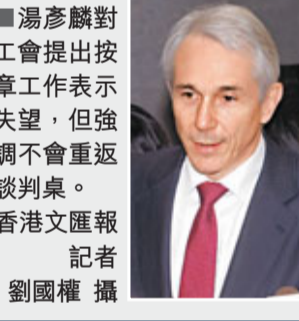 ■湯彥麟對
工會提出按
章工作表示
失望，但強
調不會重返
談判桌。
香港文匯報
記者
劉國權 攝